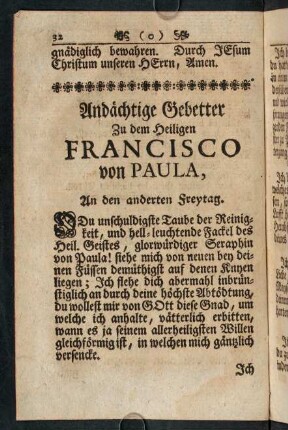 32 (o)
gnädiglich bewahren. Durch JEsum
Christum unseren HErrn, Amen.
Andächtige Gebetter
Zu dem Heiligen
FRANCISCO
von PAULA,
An den anderten Freytag.
O Du unschuldigste Taube der Reinig-
keit, und hell-leuchtende Fackel des
Heil. Geistes, glorwürdiger Seraphin
von Paula! siehe mich von neuen bey dei-
nen Füssen demüthigst auf denen Knyen
liegen; Ich flehe dich abermahl inbrün-
stiglich an durch deine höchste Abtödtung,
du wollest mir von GOtt diese Gnad, um
welche ich anhalte, vätterlich erbitten,
wann es ja seinem allerheiligsten Willen
gleichförmig ist, in welchen mich gäntzlich
versencke.
Ich